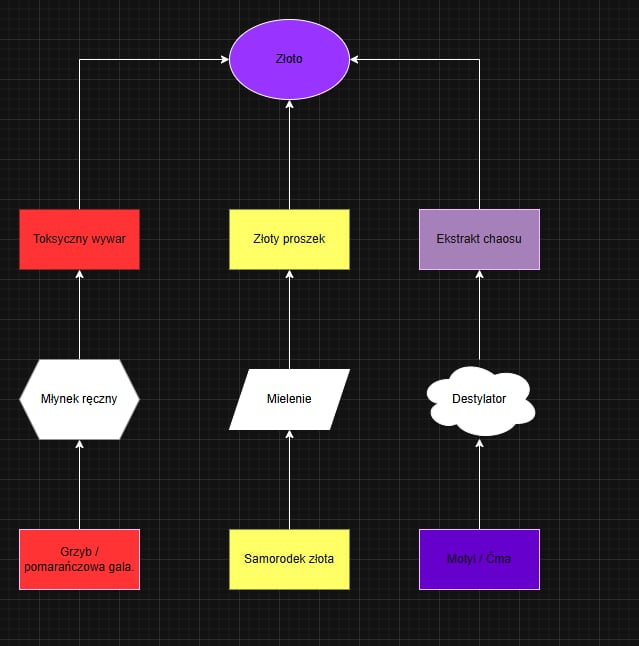 Złoto
Toksyczny wywar
Złoty proszek
Ekstrakt chaosu
Młynek ręczny
Mielenie
Destylator
Grzyb /
pomarańczowa gala.
Samorodek złota
Motyl / Ćma